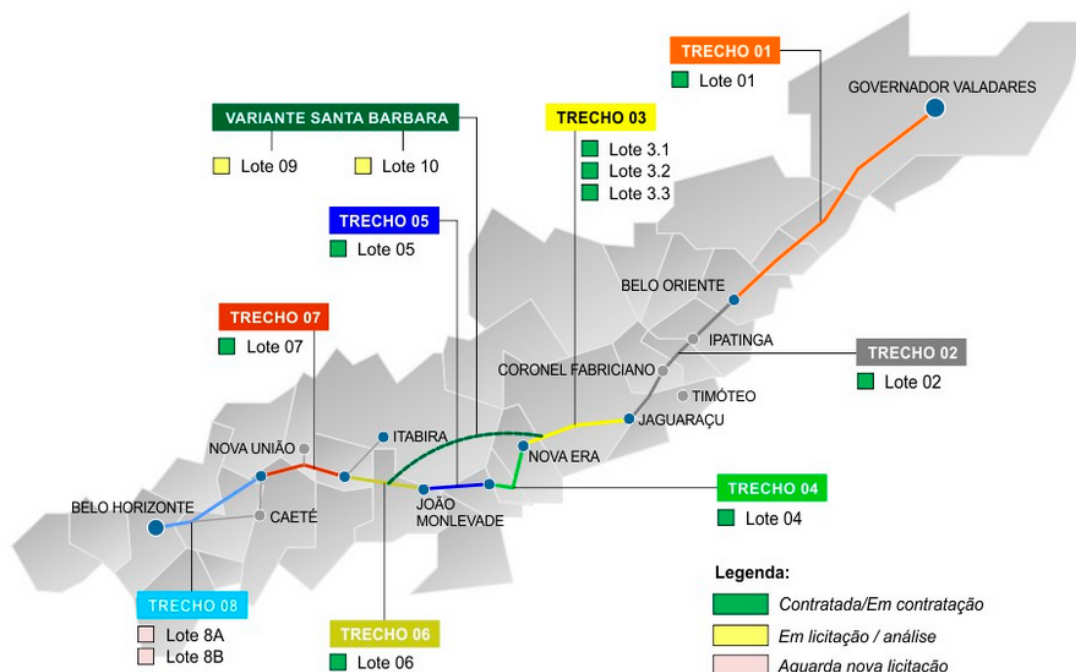 TRECHO 01
Lote 01
GOVERNADOR VALADARES
VARIANTE SANTA BARBARA
Lote 09
Lote 10
TRECHO 03
Lote 3.1
Lote 3.2
Lote 3.3
TRECHO 05
Lote 05
BELO ORIENTE
TRECHO 07
Lote 07
IPATINGA
TRECHO 02
Lote 02
CORONEL FABRICIANO
TIMÓTEO
JAGUARAÇU
NOVA UNIÃO
ITABIRA
NOVA ERA
BELO HORIZONTE
CAETÉ
JOÃO
MONLEVADE
TRECHO 04
Lote 04
TRECHO 08
Lote 8A
Lote 8B
TRECHO 06
Lote 06
Legenda:
Contratada/Em contratação
Em licitação / análise
Aguarda nova licitação